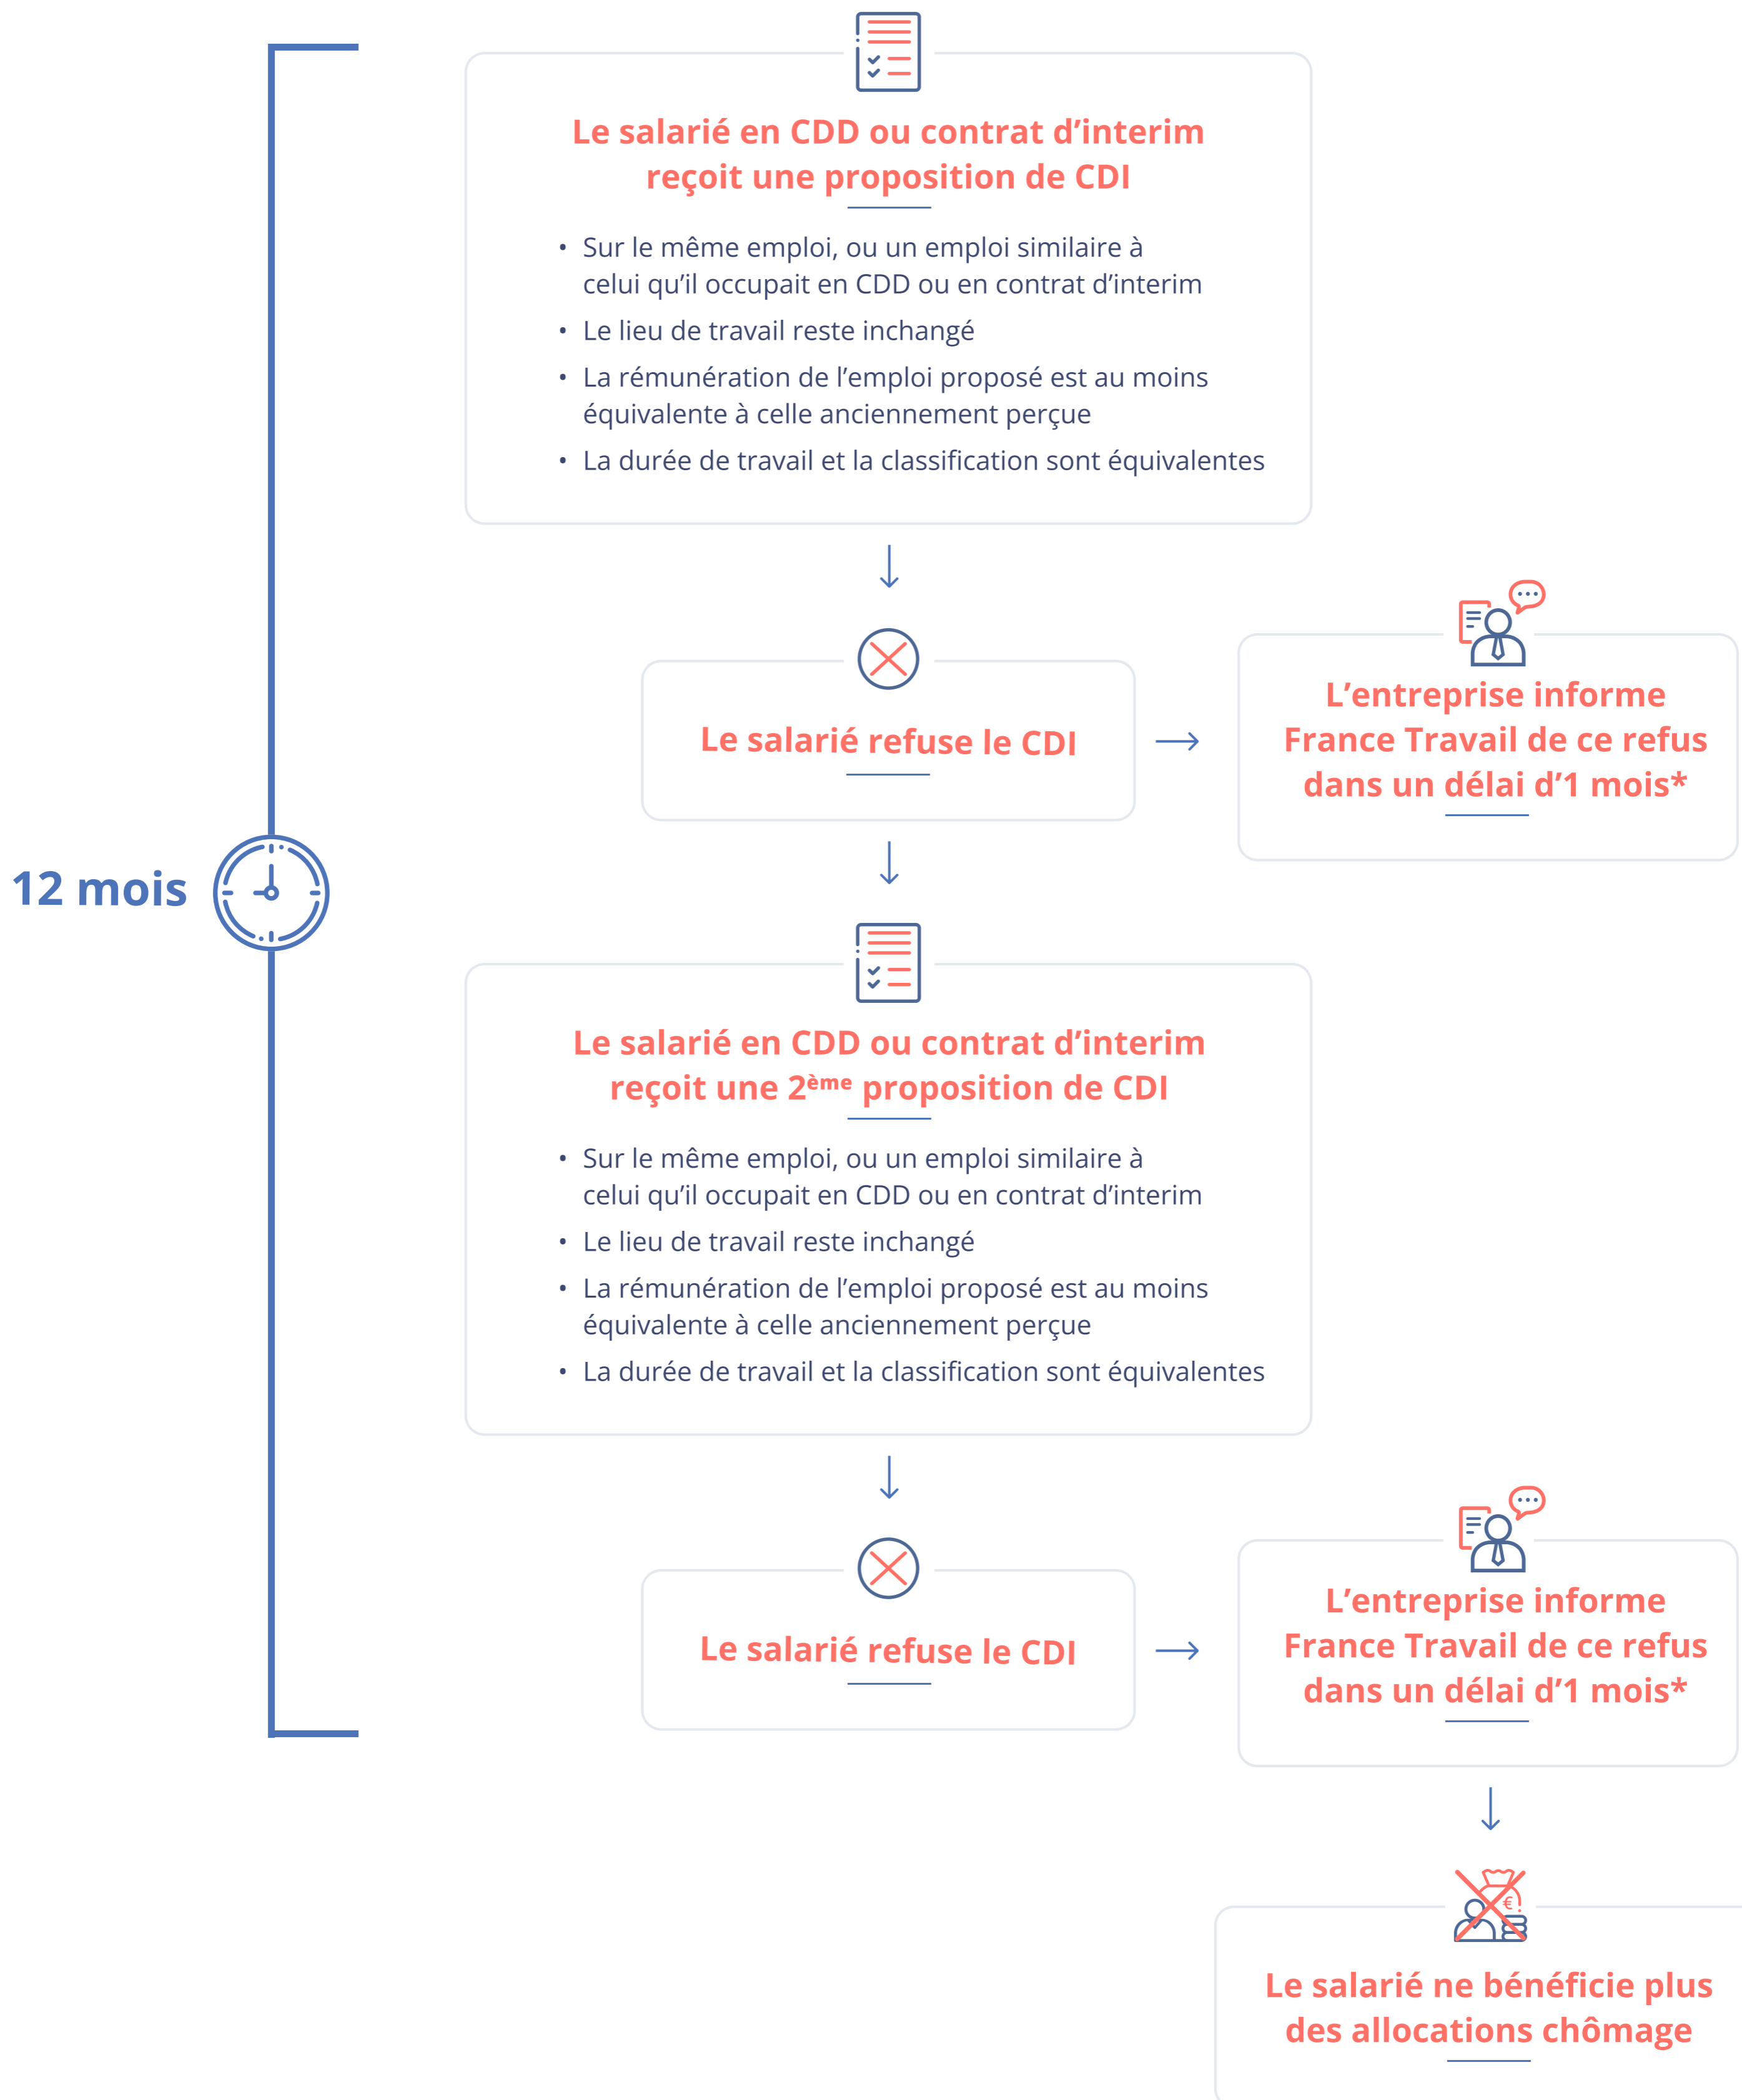 Le salarié en CDD ou contrat d’interim
reçoit une proposition de CDI
• Sur le même emploi, ou un emploi similaire à
celui qu’il occupait en CDD ou en contrat d’interim
• Le lieu de travail reste inchangé
• La rémunération de l’emploi proposé est au moins
équivalente à celle anciennement perçue
• La durée de travail et la classification sont équivalentes
Le salarié refuse le CDI
L’entreprise informe
France Travail de ce refus
dans un délai d’1 mois*
12 mois
Le salarié en CDD ou contrat d’interim
reçoit une 2ème proposition de CDI
• Sur le même emploi, ou un emploi similaire à
celui qu’il occupait en CDD ou en contrat d’interim
• Le lieu de travail reste inchangé
• La rémunération de l’emploi proposé est au moins
équivalente à celle anciennement perçue
• La durée de travail et la classification sont équivalentes
Le salarié refuse le CDI
L’entreprise informe
France Travail de ce refus
dans un délai d’1 mois*
€
Le salarié ne bénéficie plus
des allocations chômage